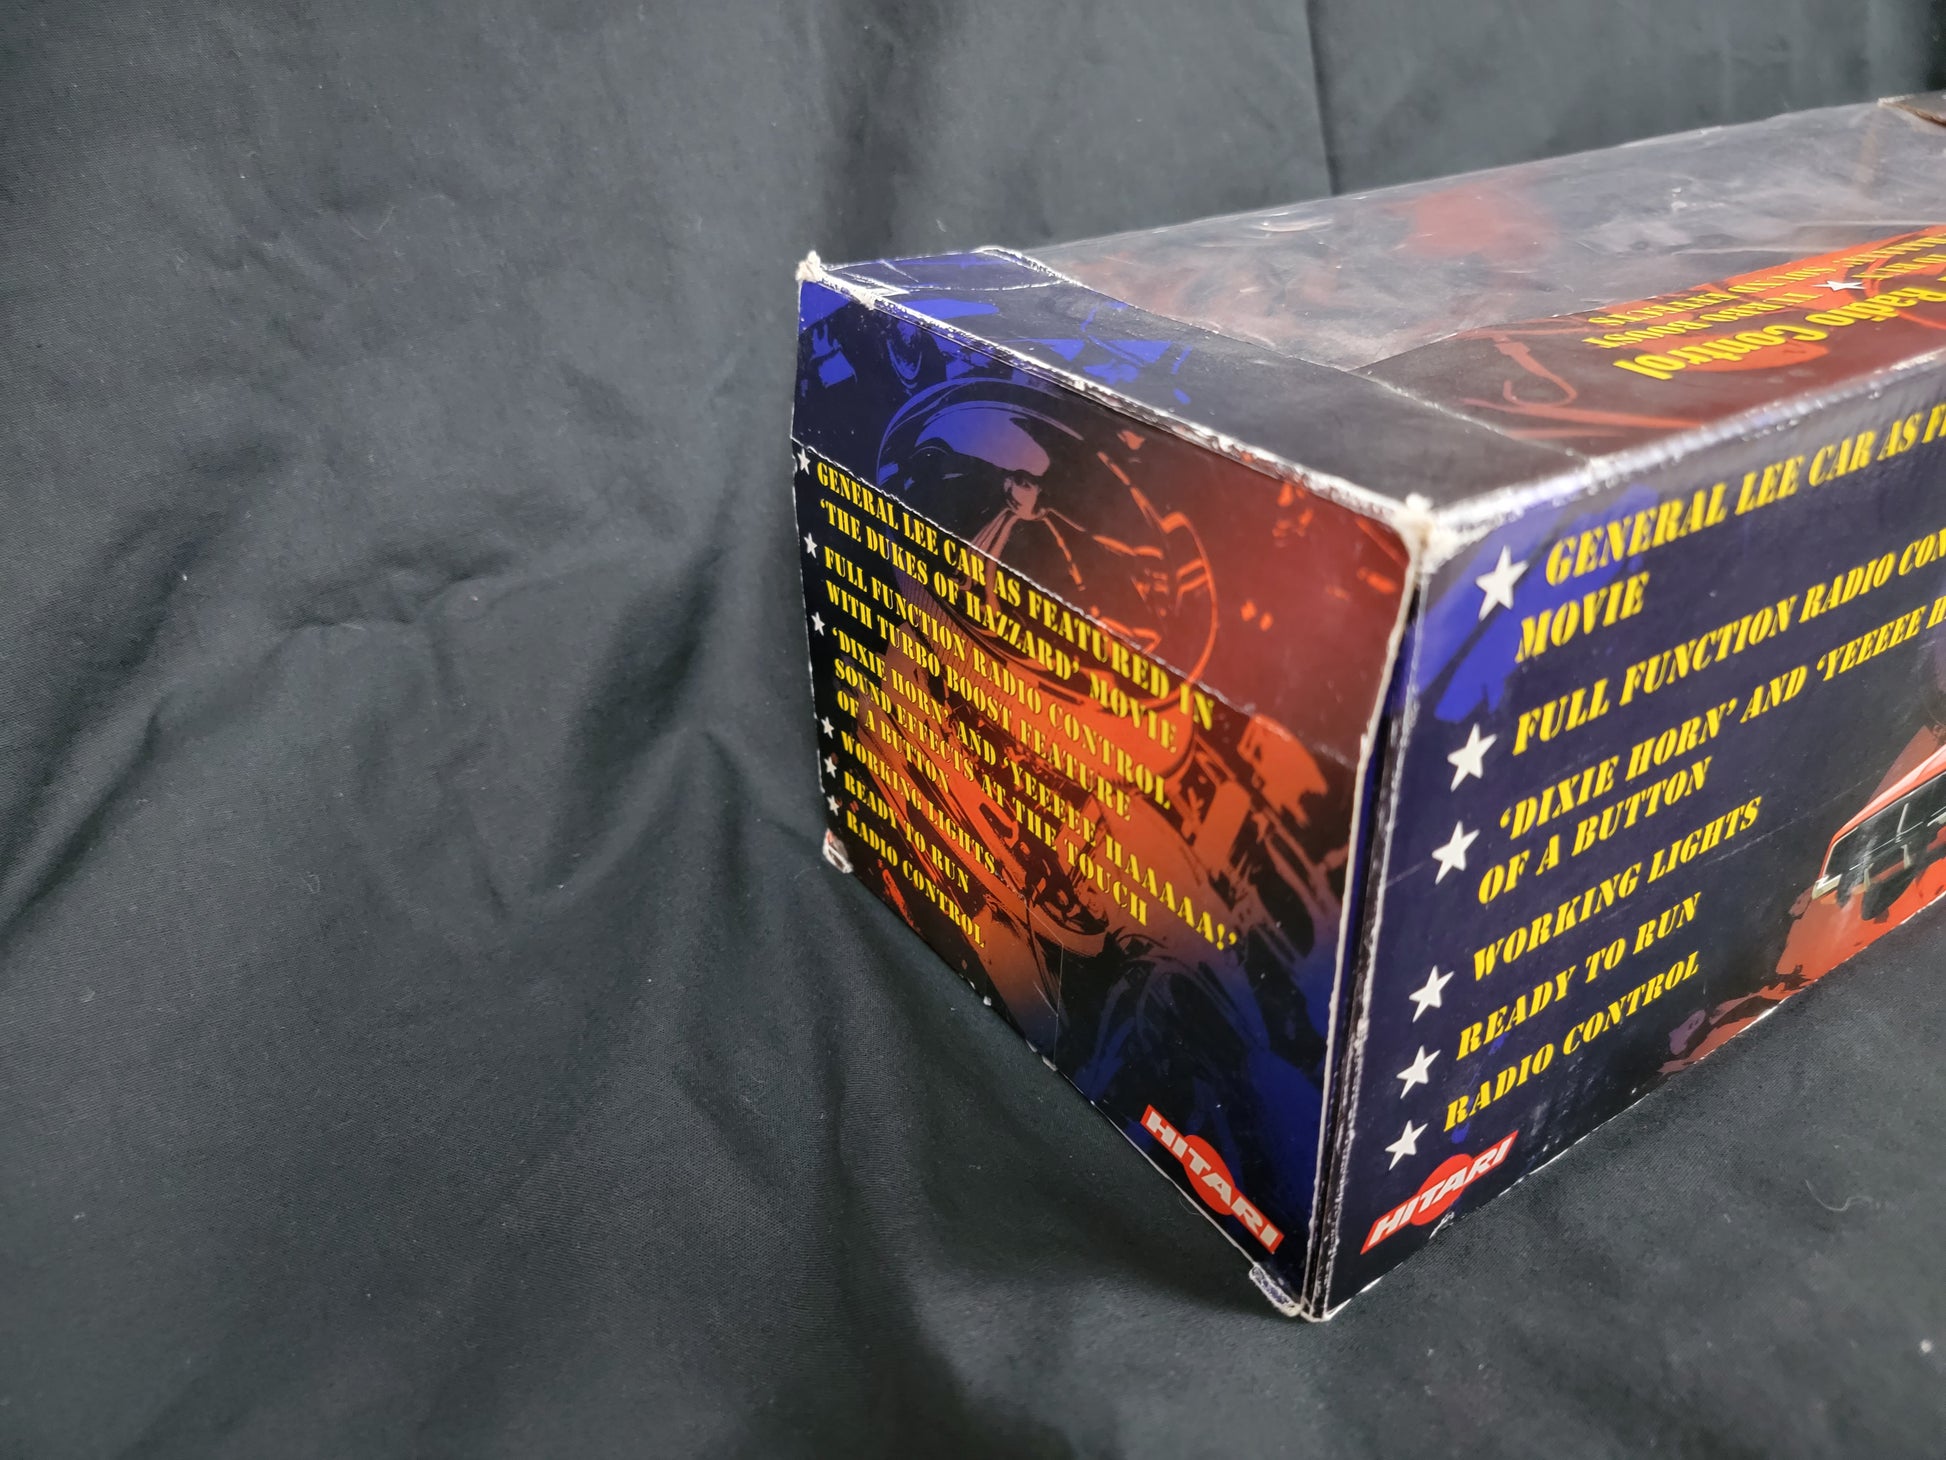 Radio Control
TURBO BOOST
GENERAL LEE CAR AS FEATURED IN
'THE DUKES OF HAZZARD' MOVIE
FULL FUNCTION RADIO CONTROL
WITH TURBO BOOST FEATURE
'DIXIE HORN' AND 'YEEEEE HAAAAAA!'
SOUND EFFECTS AT THE TOUCH
OF A BUTTON
WORKING LIGHTS
READY TO RUN
RADIO CONTROL
HITARI
GENERAL LEE CAR AS
MOVIE
FULL FUNCTION RADIO
'DIXIE HORN' AND 'YEEEEE
OF A BUTTON
WORKING LIGHTS
READY TO RUN
RADIO CONTROL
HITARI